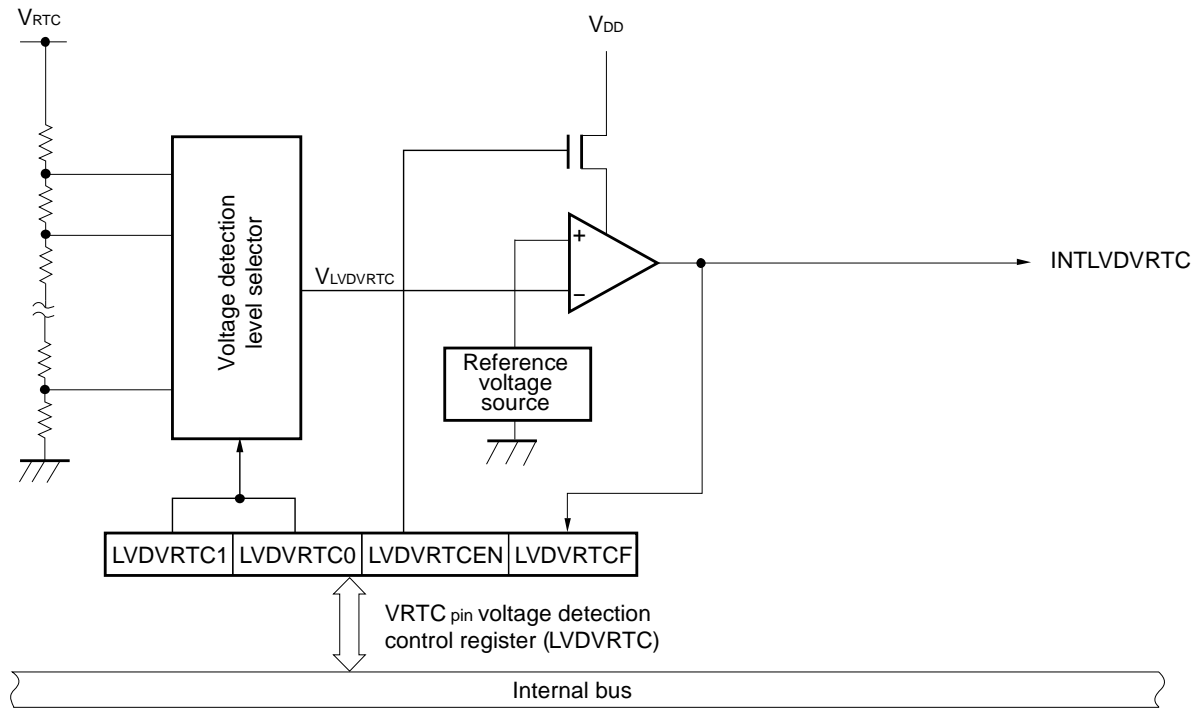 VRTC
VDD
Voltage detection
level selector
VLVDVRTC
+
−
INTLVDVRTC
Reference
voltage
source
LVDVRTC1 LVDVRTC0 LVDVRTCEN LVDVRTCF
VRTC pin voltage detection
control register (LVDVRTC)
Internal bus